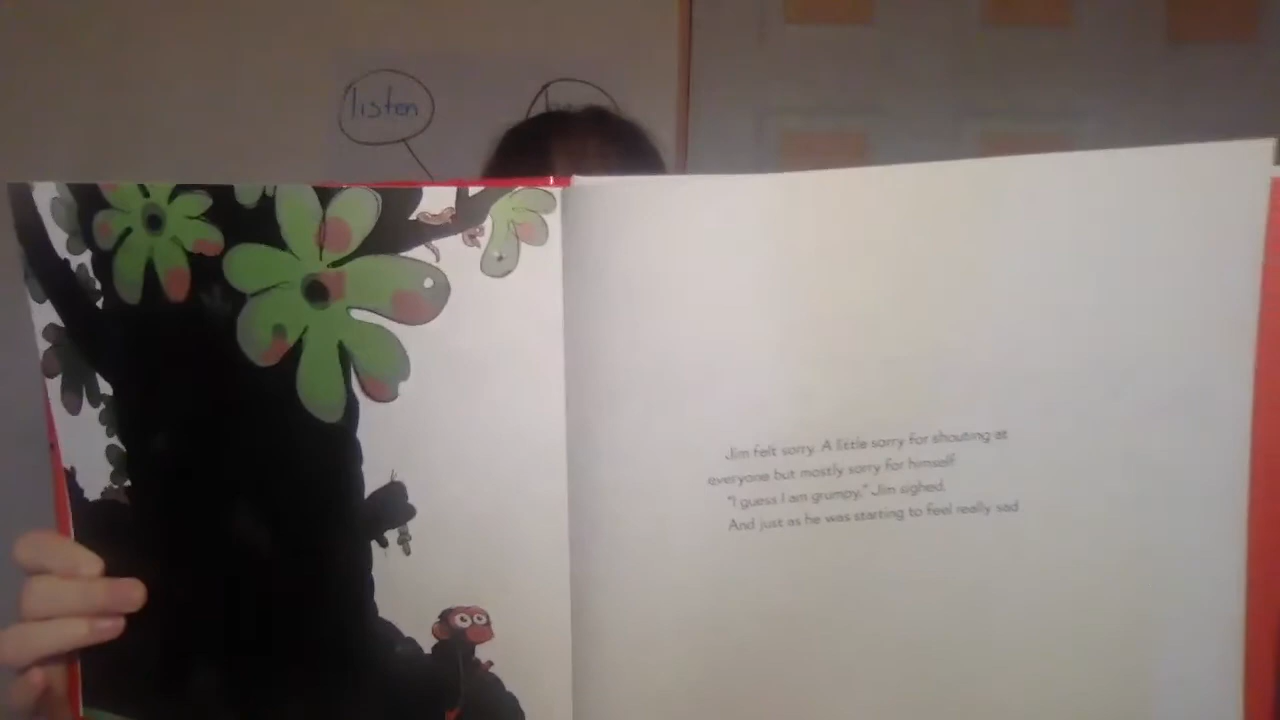 listen
Jim felt sorry. A little sorry for shouting at
everyone but mostly sorry for himself.
"I guess I am grumpy," Jim sighed.
And just as he was starting to feel really sad